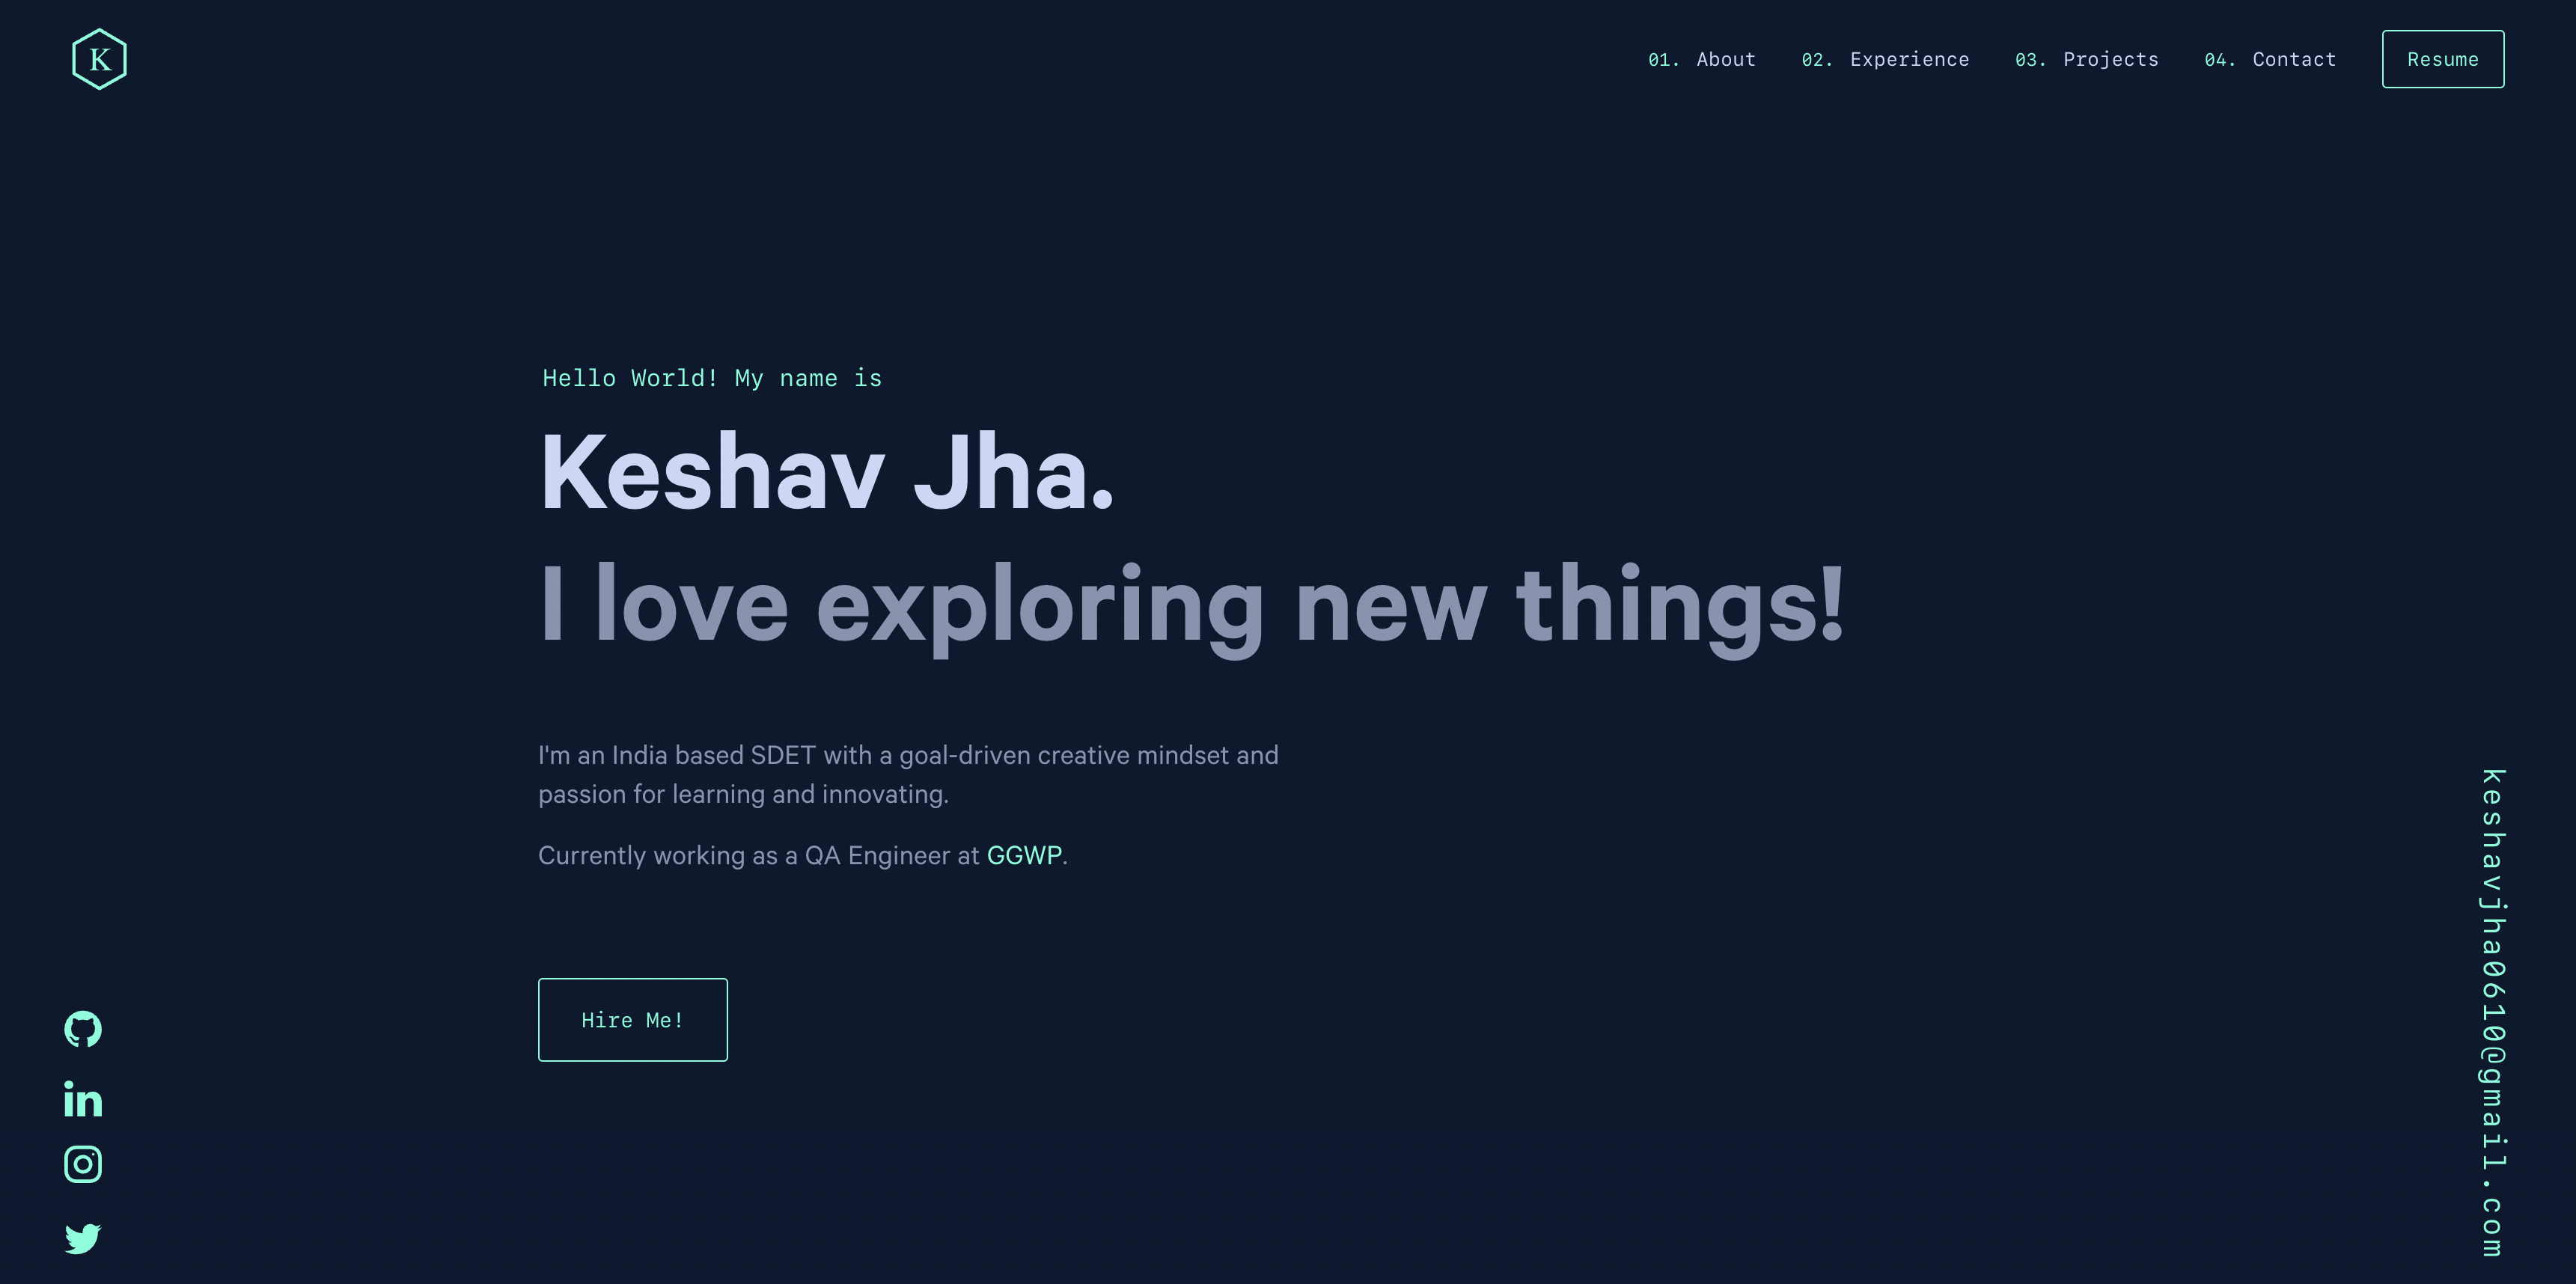 K
01. About 02. Experience 03. Projects 04. Contact Resume
Hello World! My name is
Keshav Jha.
I love exploring new things!
I'm an India based SDET with a goal-driven creative mindset and
passion for learning and innovating.
Currently working as a QA Engineer at GGWP.
Hire Me!
in
keshavjha0610@gmail.com